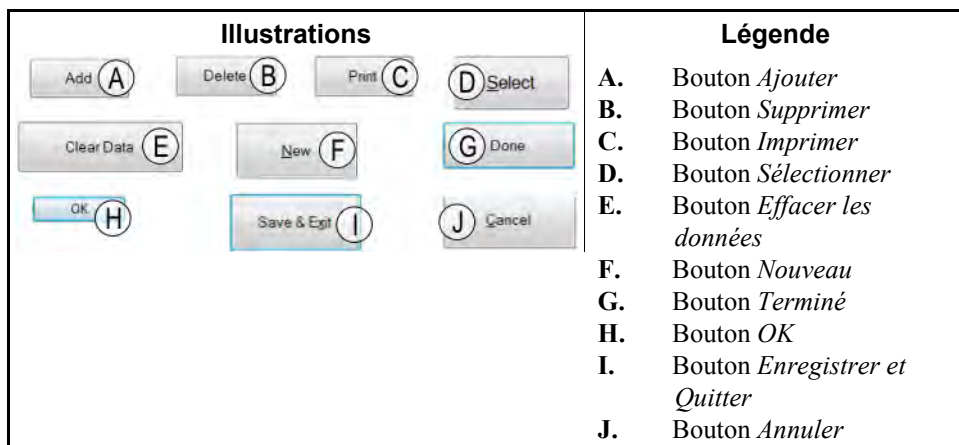 Illustrations
Add A
Delete B
Print C
D Select
Clear Data E
New F
G Done
OK H
Save & Exit I
J Cancel
Légende
A. Bouton Ajouter
B. Bouton Supprimer
C. Bouton Imprimer
D. Bouton Sélectionner
E. Bouton Effacer les
données
F. Bouton Nouveau
G. Bouton Terminé
H. Bouton OK
I. Bouton Enregistrer et
Quitter
J. Bouton Annuler